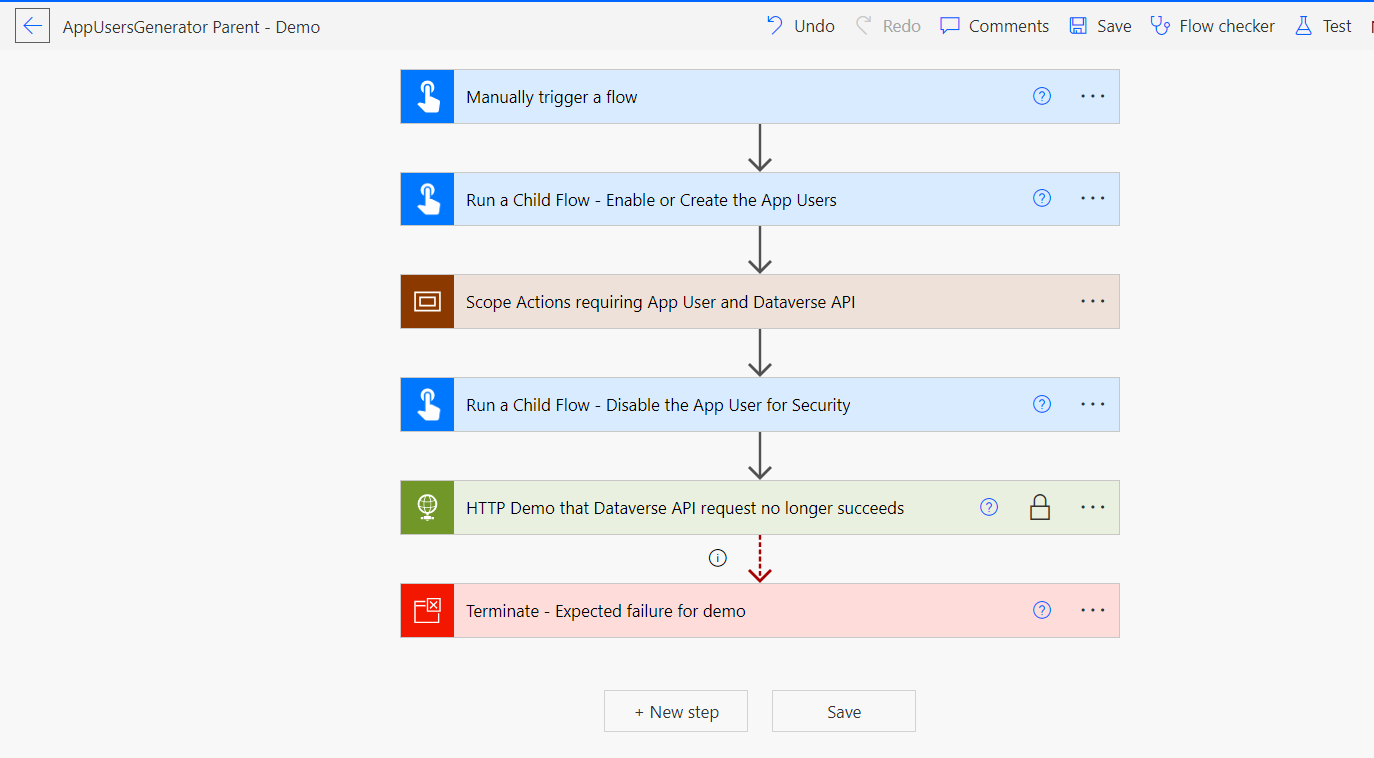 AppUsersGenerator Parent - Demo
Undo Redo Comments Save Flow checker Test
Manually trigger a flow
Run a Child Flow - Enable or Create the App Users
Scope Actions requiring App User and Dataverse API
Run a Child Flow - Disable the App User for Security
HTTP Demo that Dataverse API request no longer succeeds
Terminate - Expected failure for demo
+ New step Save